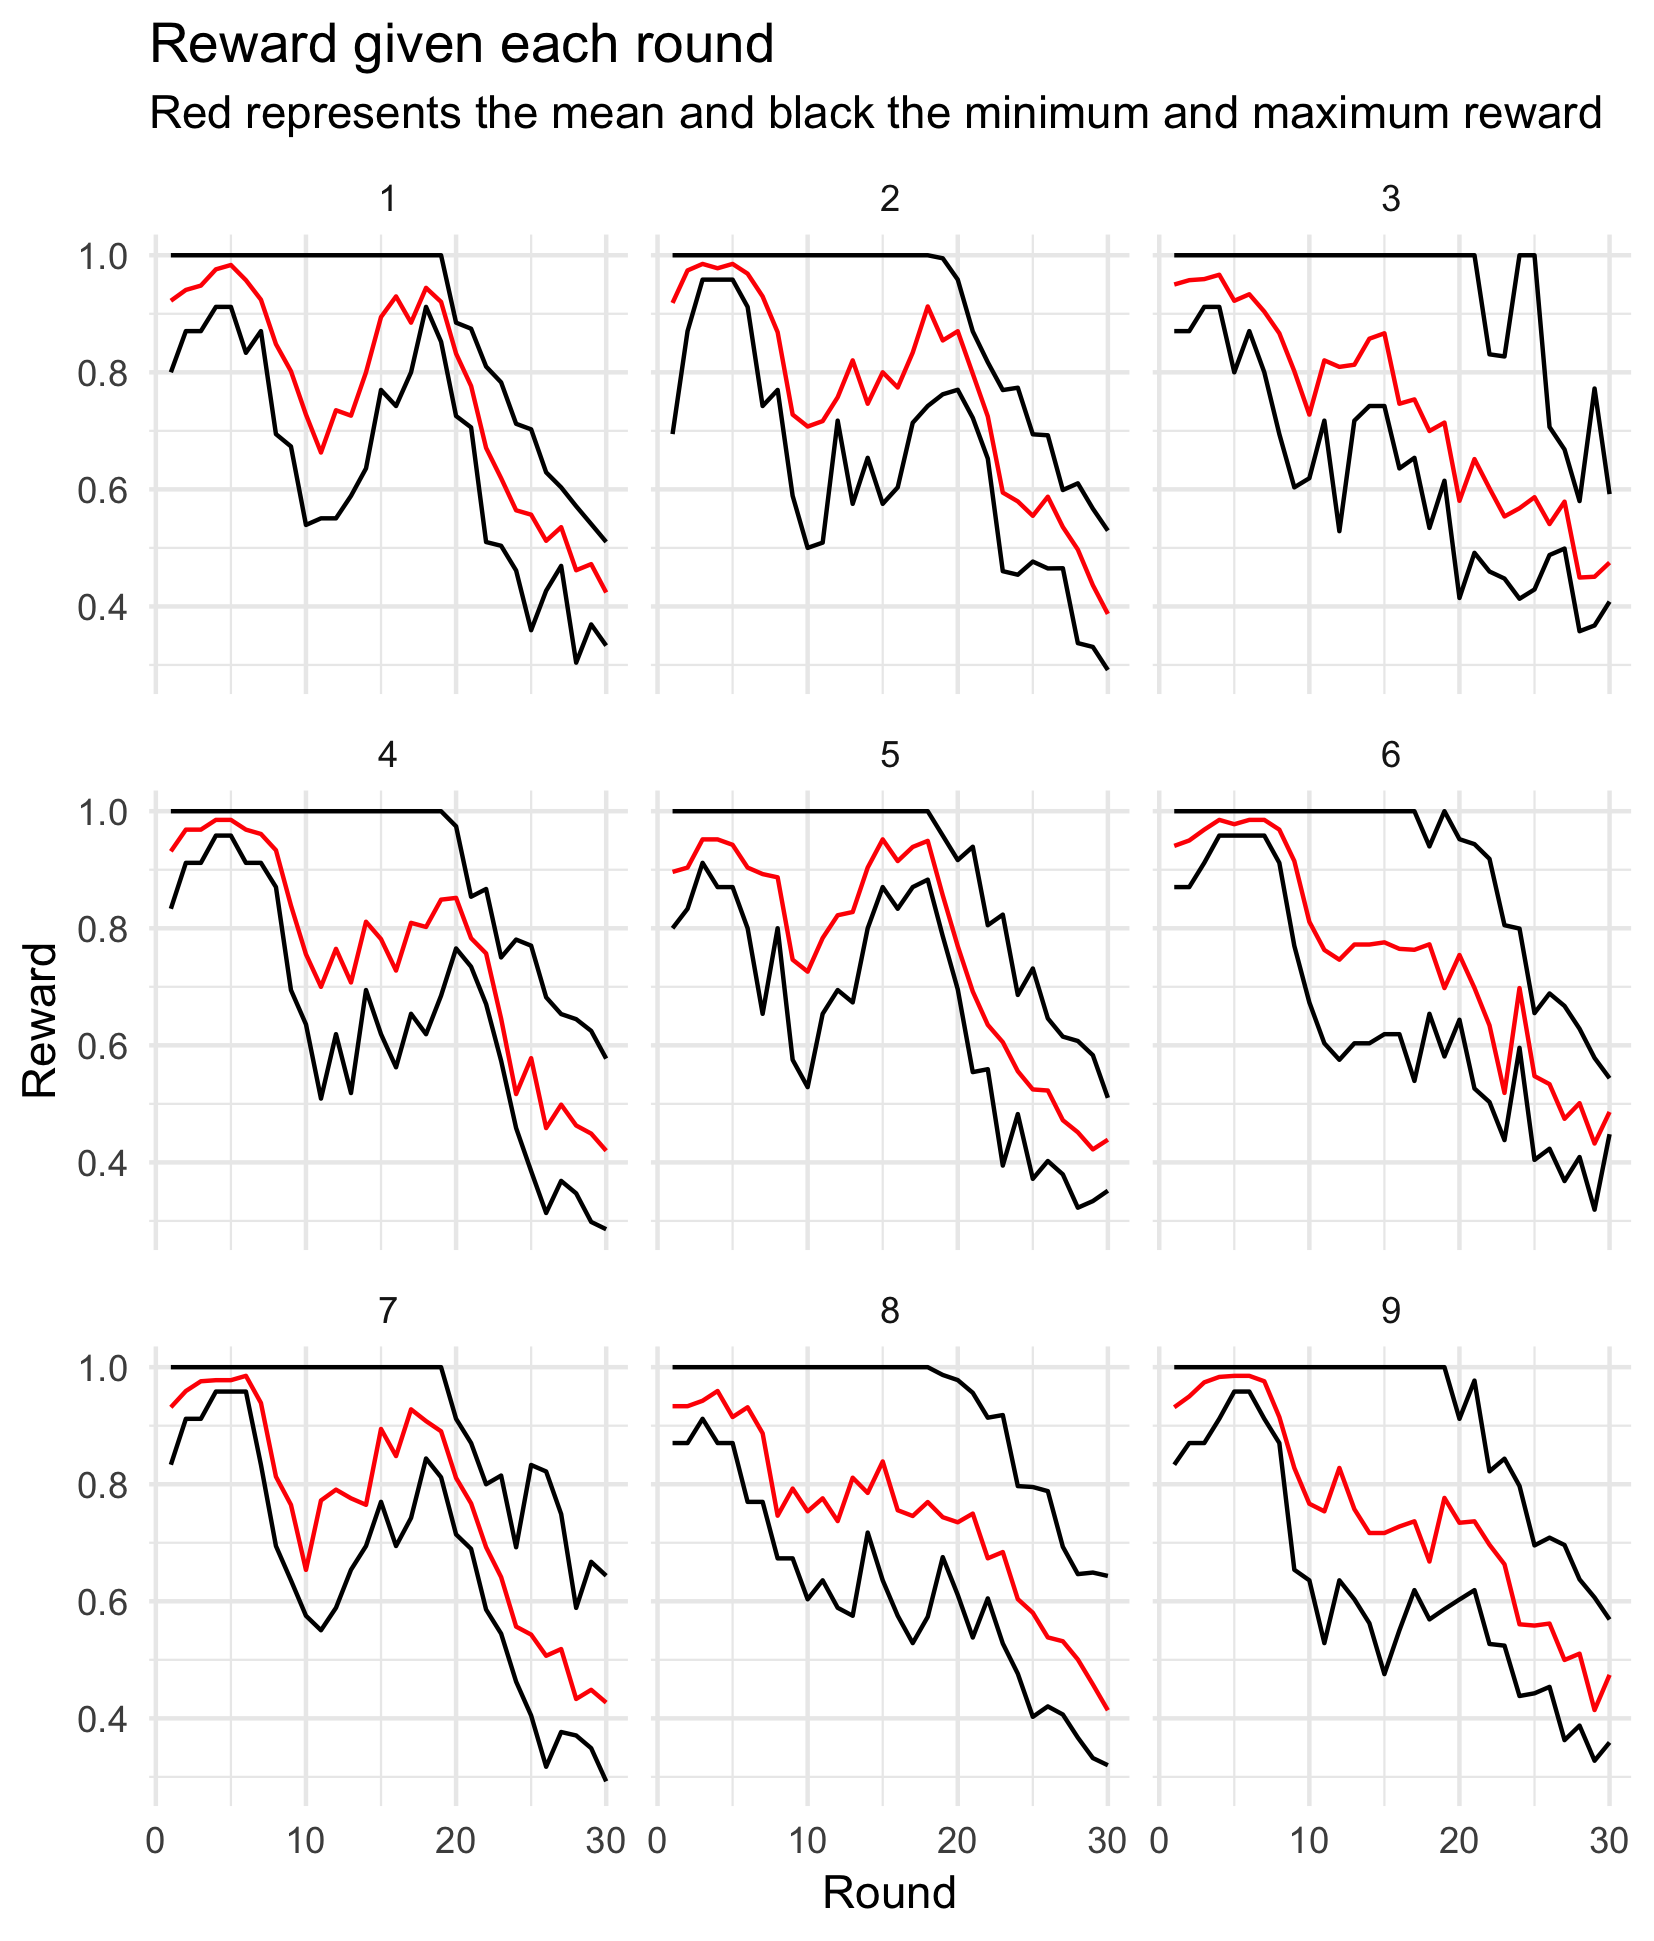 Reward given each round
Red represents the mean and black the minimum and maximum reward
1 2 3
1.0
0.8
0.6
0.4
4 5 6
1.0
0.8
0.6
0.4
Reward
7 8 9
1.0
0.8
0.6
0.4
0 10 20 30 0 10 20 30 0 10 20 30
Round